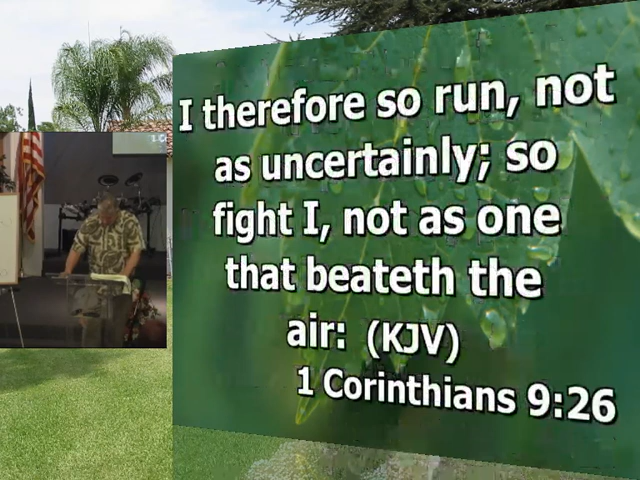 I therefore so run, not
as uncertainly; so
fight I, not as one
that beateth the
air: (KJV)
1 Corinthians 9:26